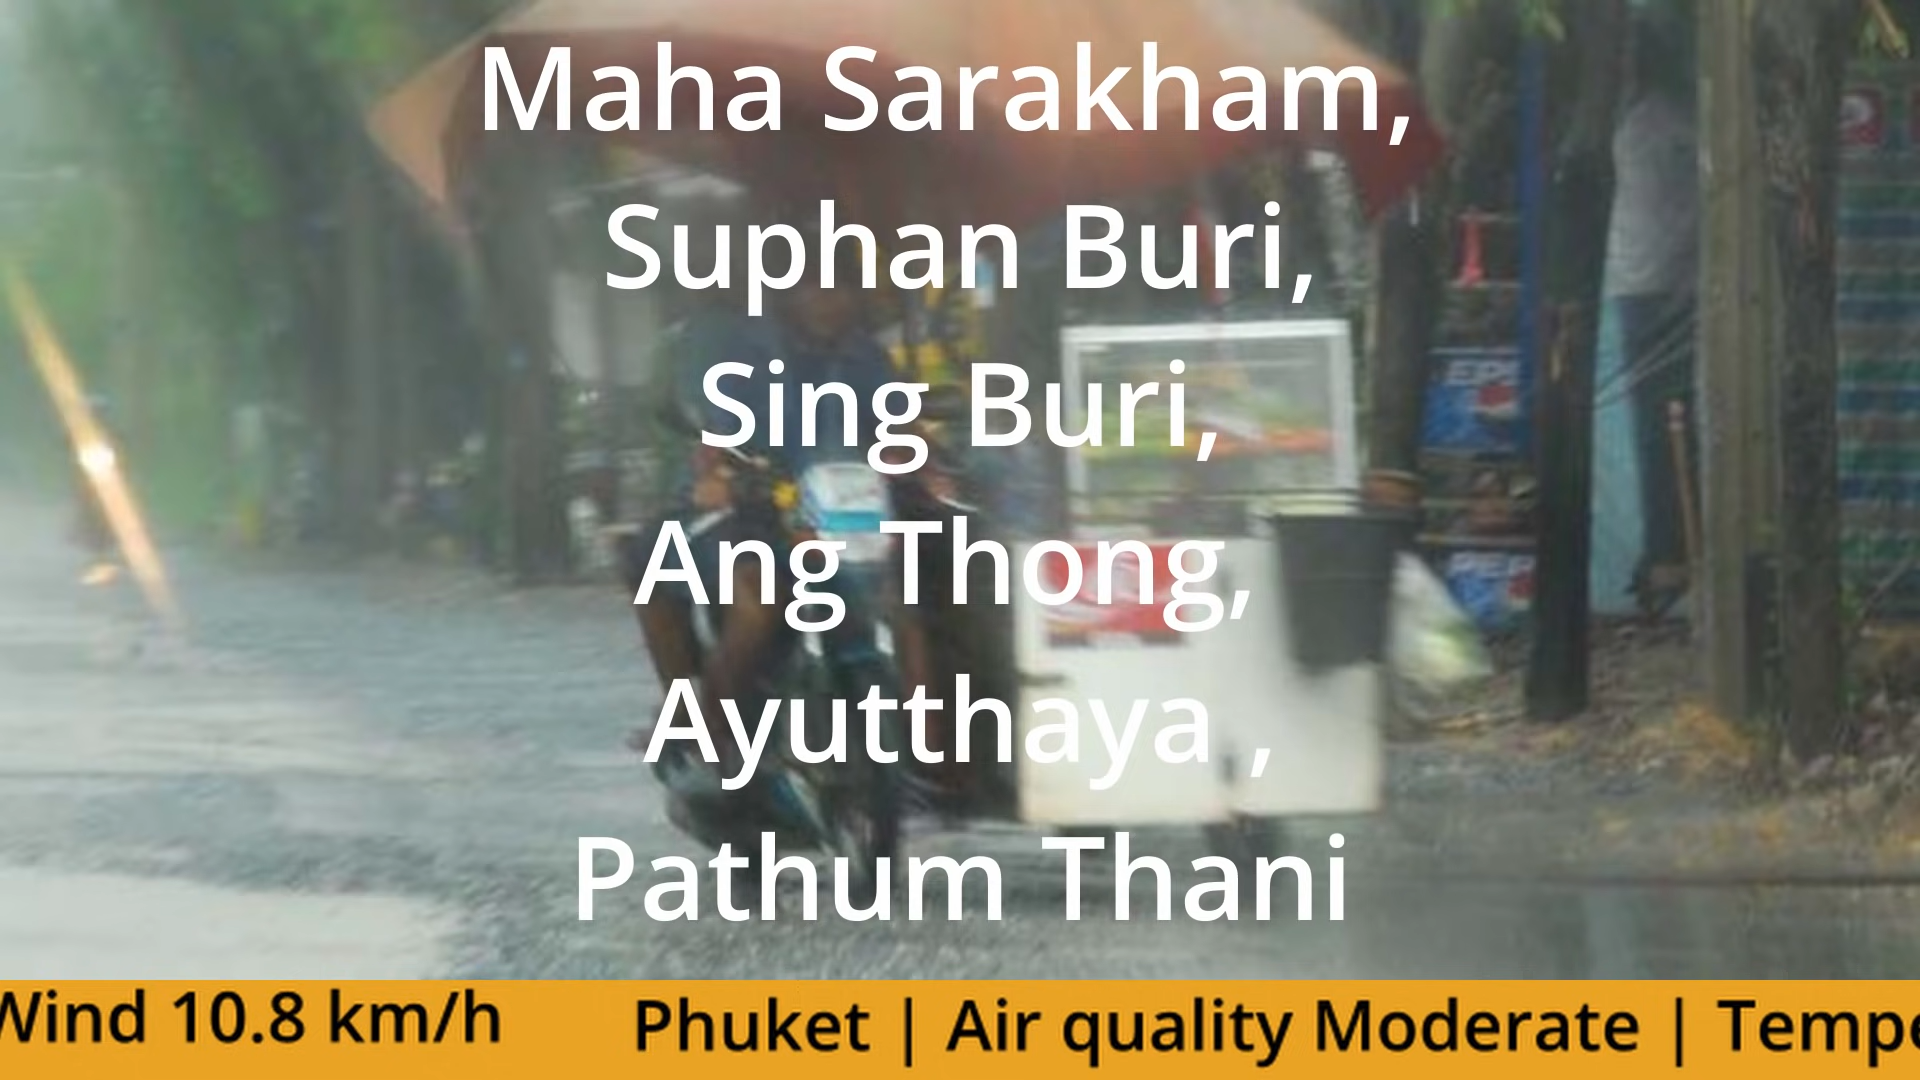 Maha Sarakham,
Suphan Buri,
Sing Buri,
Ang Thong,
Ayutthaya ,
Pathum Thani
Wind 10.8 km/h
Phuket | Air quality Moderate |